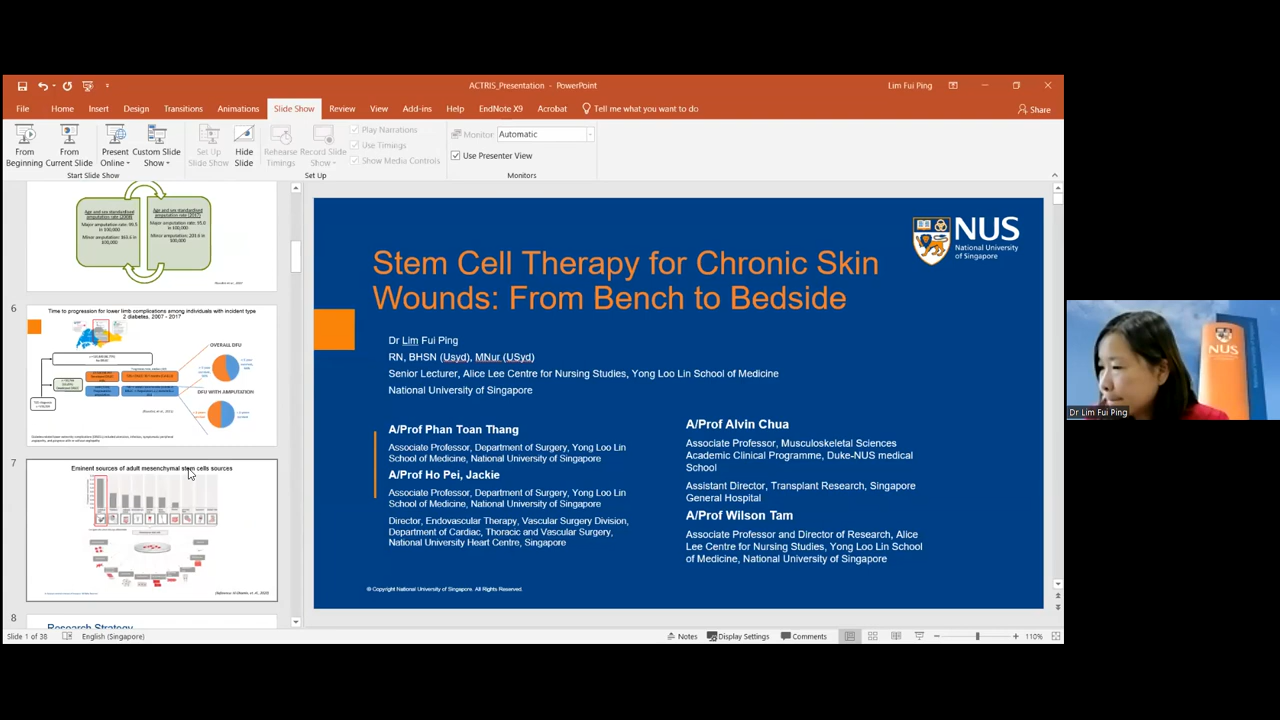 ACTRIS_Presentation - PowerPoint
Lim Fui Ping
File Home Insert Design Transitions Animations Slide Show Review View Add-ins Help EndNote X9 Acrobat Tell me what you want to do
Share
From Beginning
From Current Slide
Present Online
Custom Slide Show
Set Up Slide Show
Hide Slide
Rehearse Timings
Record Slide Show
Play Narrations
Use Timings
Show Media Controls
Monitor: Automatic
Use Presenter View
Start Slide Show
Set Up
Monitors
Age and sex standardised
amputation rate (2008)
Age and sex standardised
amputation rate (2017)
6
Time to progression for lower limb complications among individuals with incident type
2 diabetes, 2007 - 2017
OVERALL DFU
DFU WITH AMPUTATION
7
Eminent sources of adult mesenchymal stem cells sources
8
Research Strategy
NUS
National University
of Singapore
Stem Cell Therapy for Chronic Skin
Wounds: From Bench to Bedside
Dr Lim Fui Ping
RN, BHSN (Usyd), MNur (USyd)
Senior Lecturer, Alice Lee Centre for Nursing Studies, Yong Loo Lin School of Medicine
National University of Singapore
A/Prof Phan Toan Thang
Associate Professor, Department of Surgery, Yong Loo Lin
School of Medicine, National University of Singapore
A/Prof Ho Pei, Jackie
Associate Professor, Department of Surgery, Yong Loo Lin
School of Medicine, National University of Singapore
Director, Endovascular Therapy, Vascular Surgery Division,
Department of Cardiac, Thoracic and Vascular Surgery,
National University Heart Centre, Singapore
A/Prof Alvin Chua
Associate Professor, Musculoskeletal Sciences
Academic Clinical Programme, Duke-NUS medical
School
Assistant Director, Transplant Research, Singapore
General Hospital
A/Prof Wilson Tam
Associate Professor and Director of Research, Alice
Lee Centre for Nursing Studies, Yong Loo Lin School
of Medicine, National University of Singapore
© Copyright National University of Singapore. All Rights Reserved.
NUS
Dr Lim Fui Ping
Slide 1 of 38
English (Singapore)
Notes
Display Settings
Comments
110%